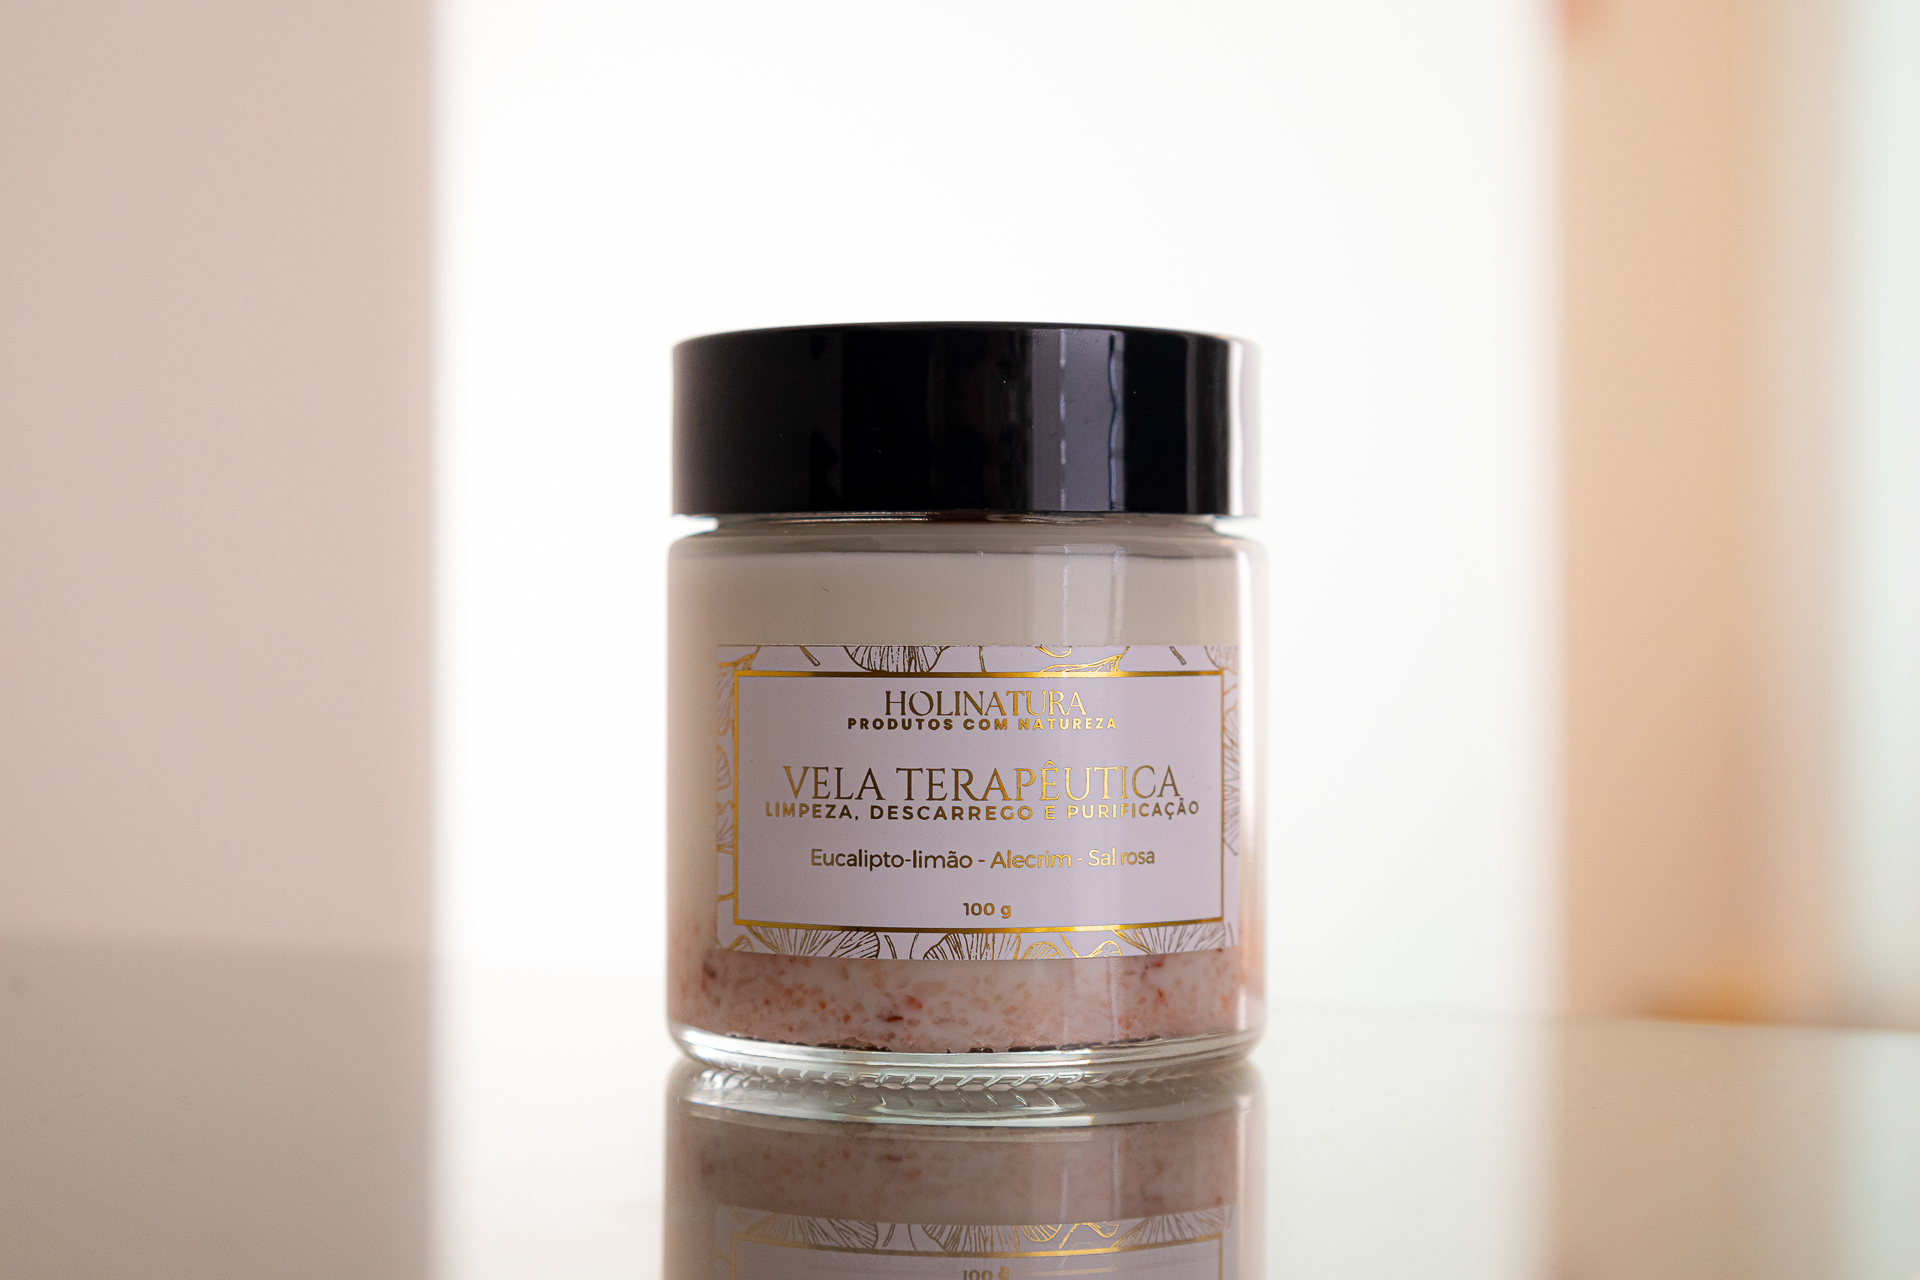 HOLINATURA
PRODUTOS COM NATUREZA
VELA TERAPÊUTICA
LIMPEZA, DESCARREGO E PURIFICAÇÃO
Eucalipto-limão - Alecrim - Sal rosa
100 g